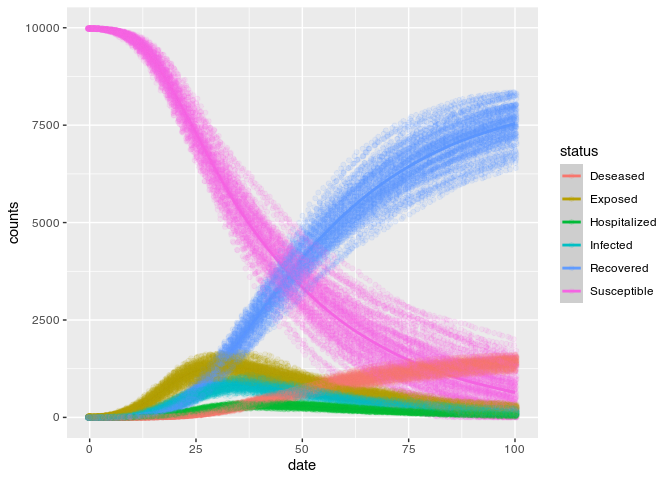 10000
7500
5000
2500
0
counts
0
25
50
75
100
date
status
Deseased
Exposed
Hospitalized
Infected
Recovered
Susceptible